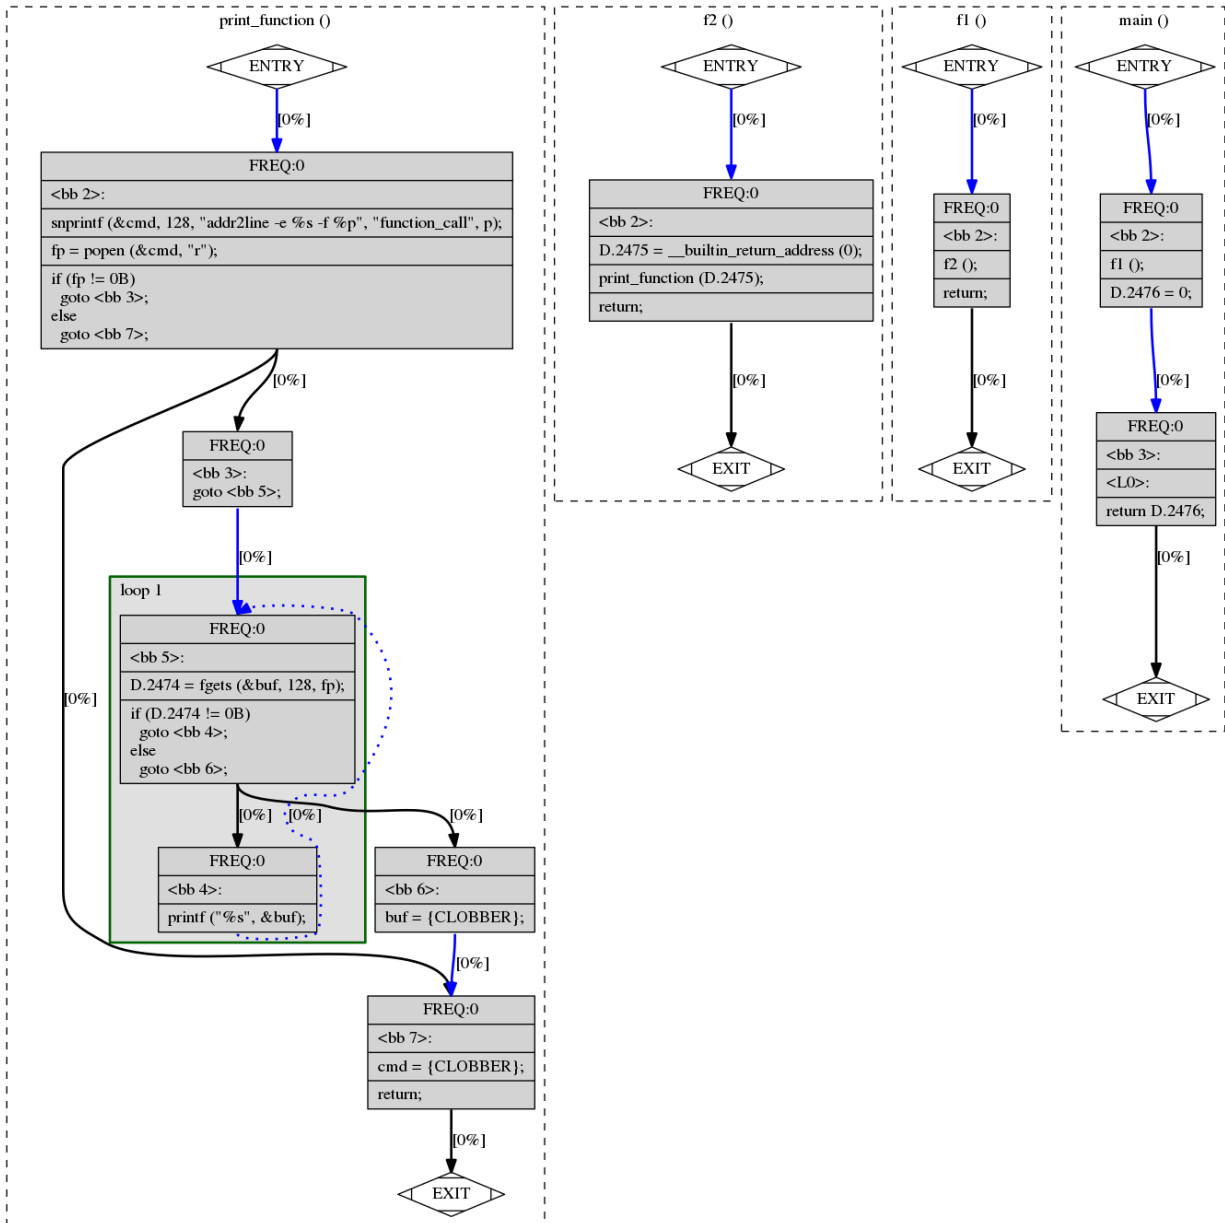 print_function ()
ENTRY
[0%]
FREQ:0
<bb 2>:
snprintf (&cmd, 128, "addr2line -e %s -f %p", "function_call", p);
fp = popen (&cmd, "r");
if (fp != 0B)
goto <bb 3>;
else
goto <bb 7>;
[0%]
FREQ:0
<bb 3>:
goto <bb 5>;
[0%]
loop 1
FREQ:0
<bb 5>:
D.2474 = fgets (&buf, 128, fp);
[0%]
if (D.2474 != 0B)
goto <bb 4>;
else
goto <bb 6>;
[0%]
[0%]
[0%]
FREQ:0
<bb 4>:
printf ("%s", &buf);
FREQ:0
<bb 6>:
buf = {CLOBBER};
[0%]
FREQ:0
<bb 7>:
cmd = {CLOBBER};
return;
[0%]
EXIT
f2 ()
ENTRY
[0%]
FREQ:0
<bb 2>:
D.2475 = __builtin_return_address (0);
print_function (D.2475);
return;
[0%]
EXIT
f1 ()
ENTRY
[0%]
FREQ:0
<bb 2>:
f2 ();
return;
[0%]
EXIT
main ()
ENTRY
[0%]
FREQ:0
<bb 2>:
f1 ();
D.2476 = 0;
[0%]
FREQ:0
<bb 3>:
<L0>:
return D.2476;
[0%]
EXIT